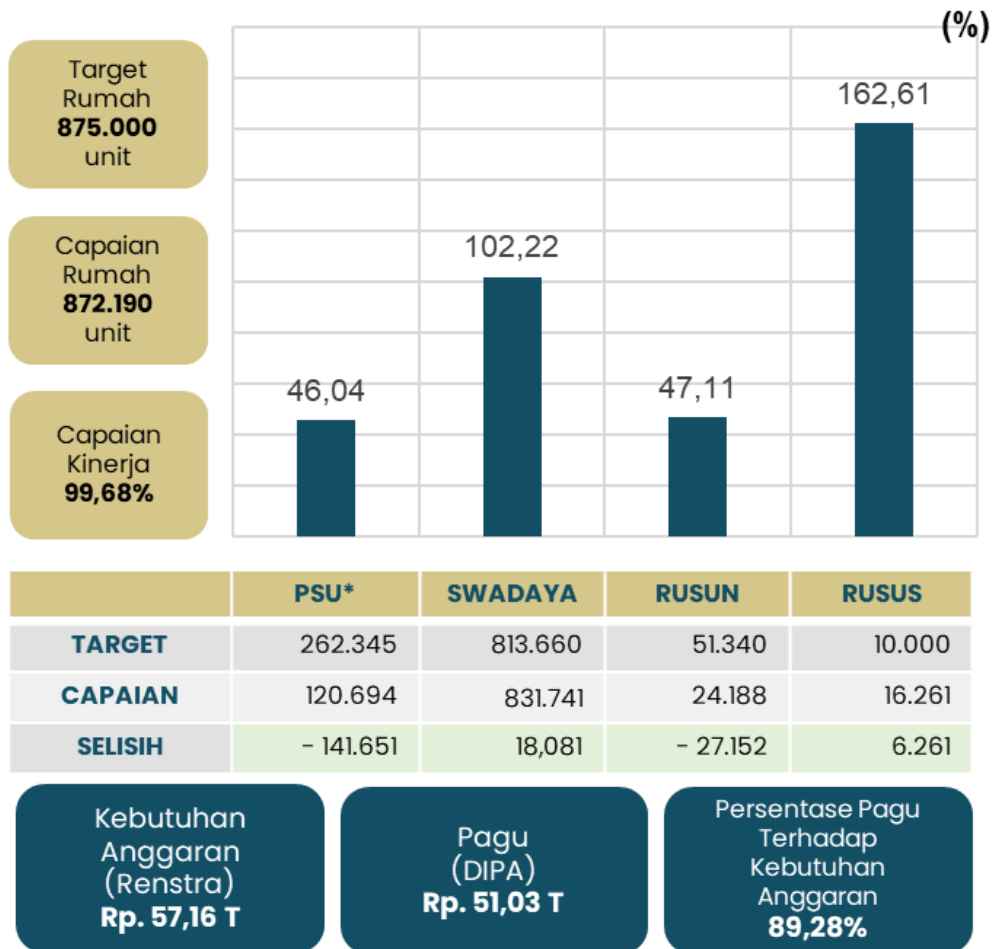 (%)
Target
Rumah
875.000
unit
Capaian
Rumah
872.190
unit
Capaian
Kinerja
99,68%
46,04
102,22
47,11
162,61
PSU* SWADAYA RUSUN RUSUS
TARGET 262.345 813.660 51.340 10.000
CAPAIAN 120.694 831.741 24.188 16.261
SELISIH - 141.651 18,081 - 27.152 6.261
Kebutuhan
Anggaran
(Renstra)
Rp. 57,16 T
Pagu
(DIPA)
Rp. 51,03 T
Persentase Pagu
Terhadap
Kebutuhan
Anggaran
89,28%